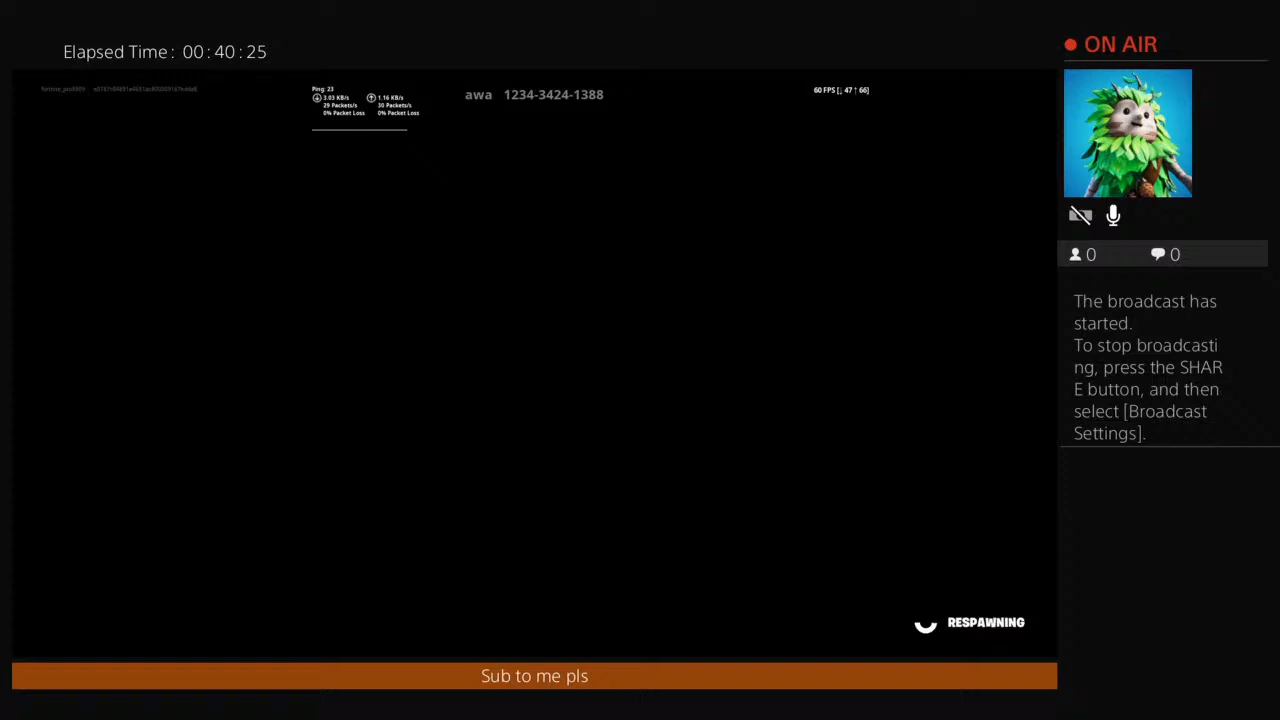 Elapsed Time: 00:40:25
ON AIR
Ping: 23
3.03 KB/s 1.16 KB/s
29 Packets/s 30 Packets/s
0% Packet Loss 0% Packet Loss
awa 1234-3424-1388
60 FPS [↓ 47 ↑ 66]
0 0
The broadcast has
started.
To stop broadcasti
ng, press the SHAR
E button, and then
select [Broadcast
Settings].
RESPAWNING
Sub to me pls